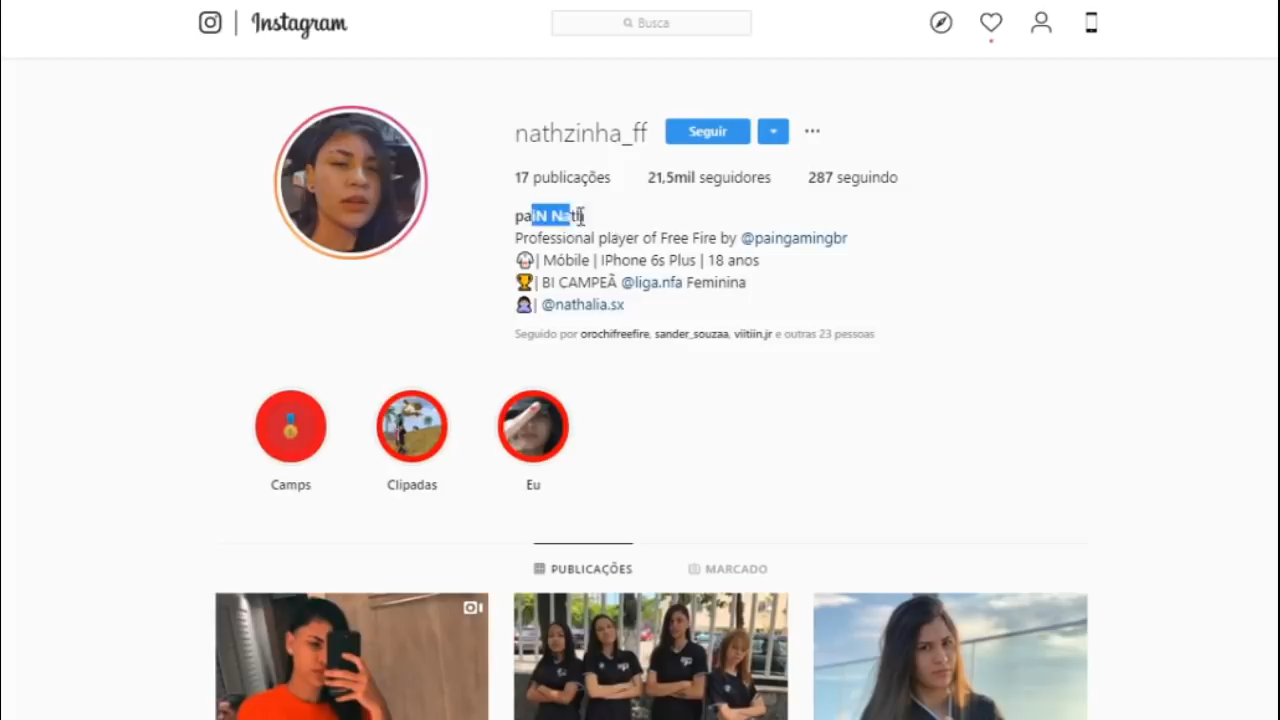 Instagram
Busca
nathzinha_ff
Seguir
17 publicações 21,5mil seguidores 287 seguindo
paiN Nath
Professional player of Free Fire by @paingamingbr
| Móbile | IPhone 6s Plus | 18 anos
| BI CAMPEÃ @liga.nfa Feminina
| @nathalia.sx
Seguido por orochifreefire, sander_souzaa, viitiin.jr e outras 23 pessoas
Camps Clipadas Eu
PUBLICAÇÕES MARCADO